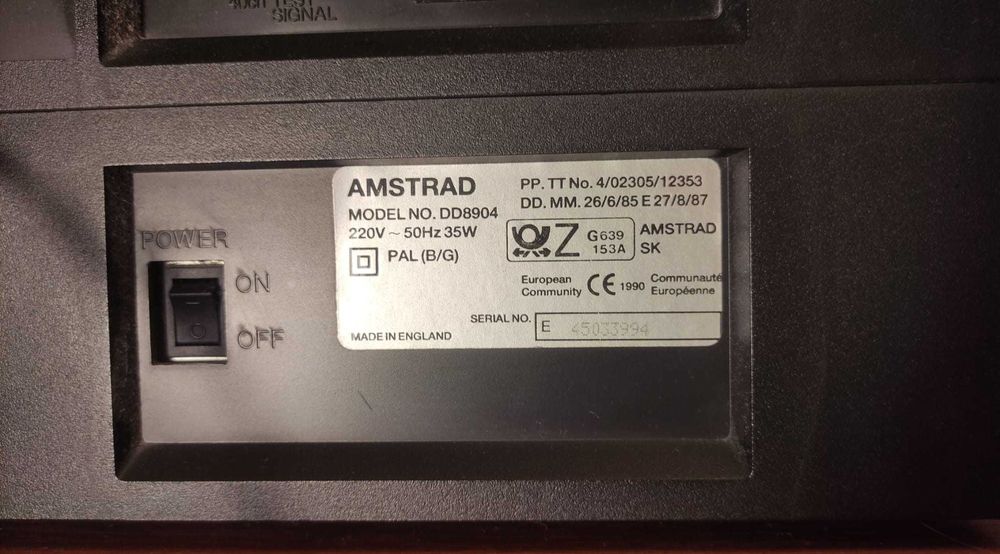 40ch TEST
SIGNAL
AMSTRAD
MODEL NO. DD8904
220V ~ 50Hz 35W
PAL (B/G)
MADE IN ENGLAND
PP. TT No. 4/02305/12353
DD. MM. 26/6/85 E 27/8/87
Z G639
153A
AMSTRAD
SK
European
Community
CE 1990
Communauté
Européenne
SERIAL NO. E 45033994
POWER
ON
OFF